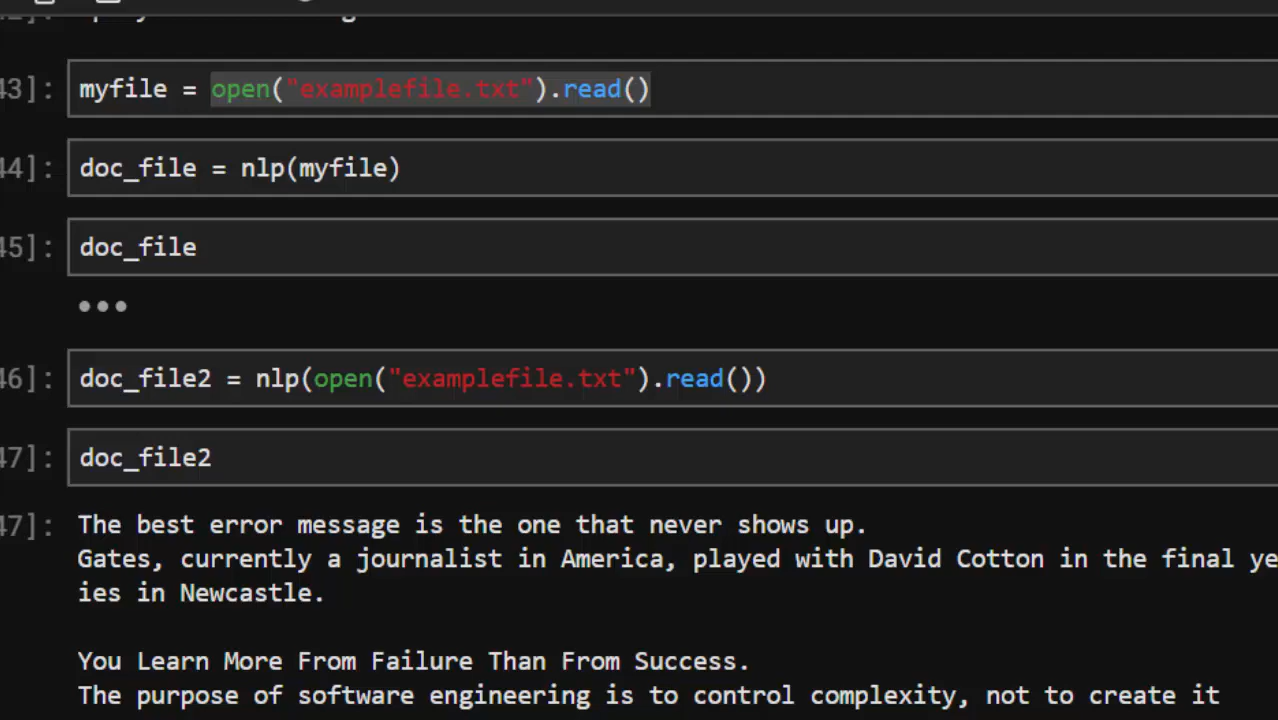 43]: myfile = open("examplefile.txt").read()
44]: doc_file = nlp(myfile)
45]: doc_file
•••
46]: doc_file2 = nlp(open("examplefile.txt").read())
47]: doc_file2
47]: The best error message is the one that never shows up.
Gates, currently a journalist in America, played with David Cotton in the final ye
ies in Newcastle.
You Learn More From Failure Than From Success.
The purpose of software engineering is to control complexity, not to create it